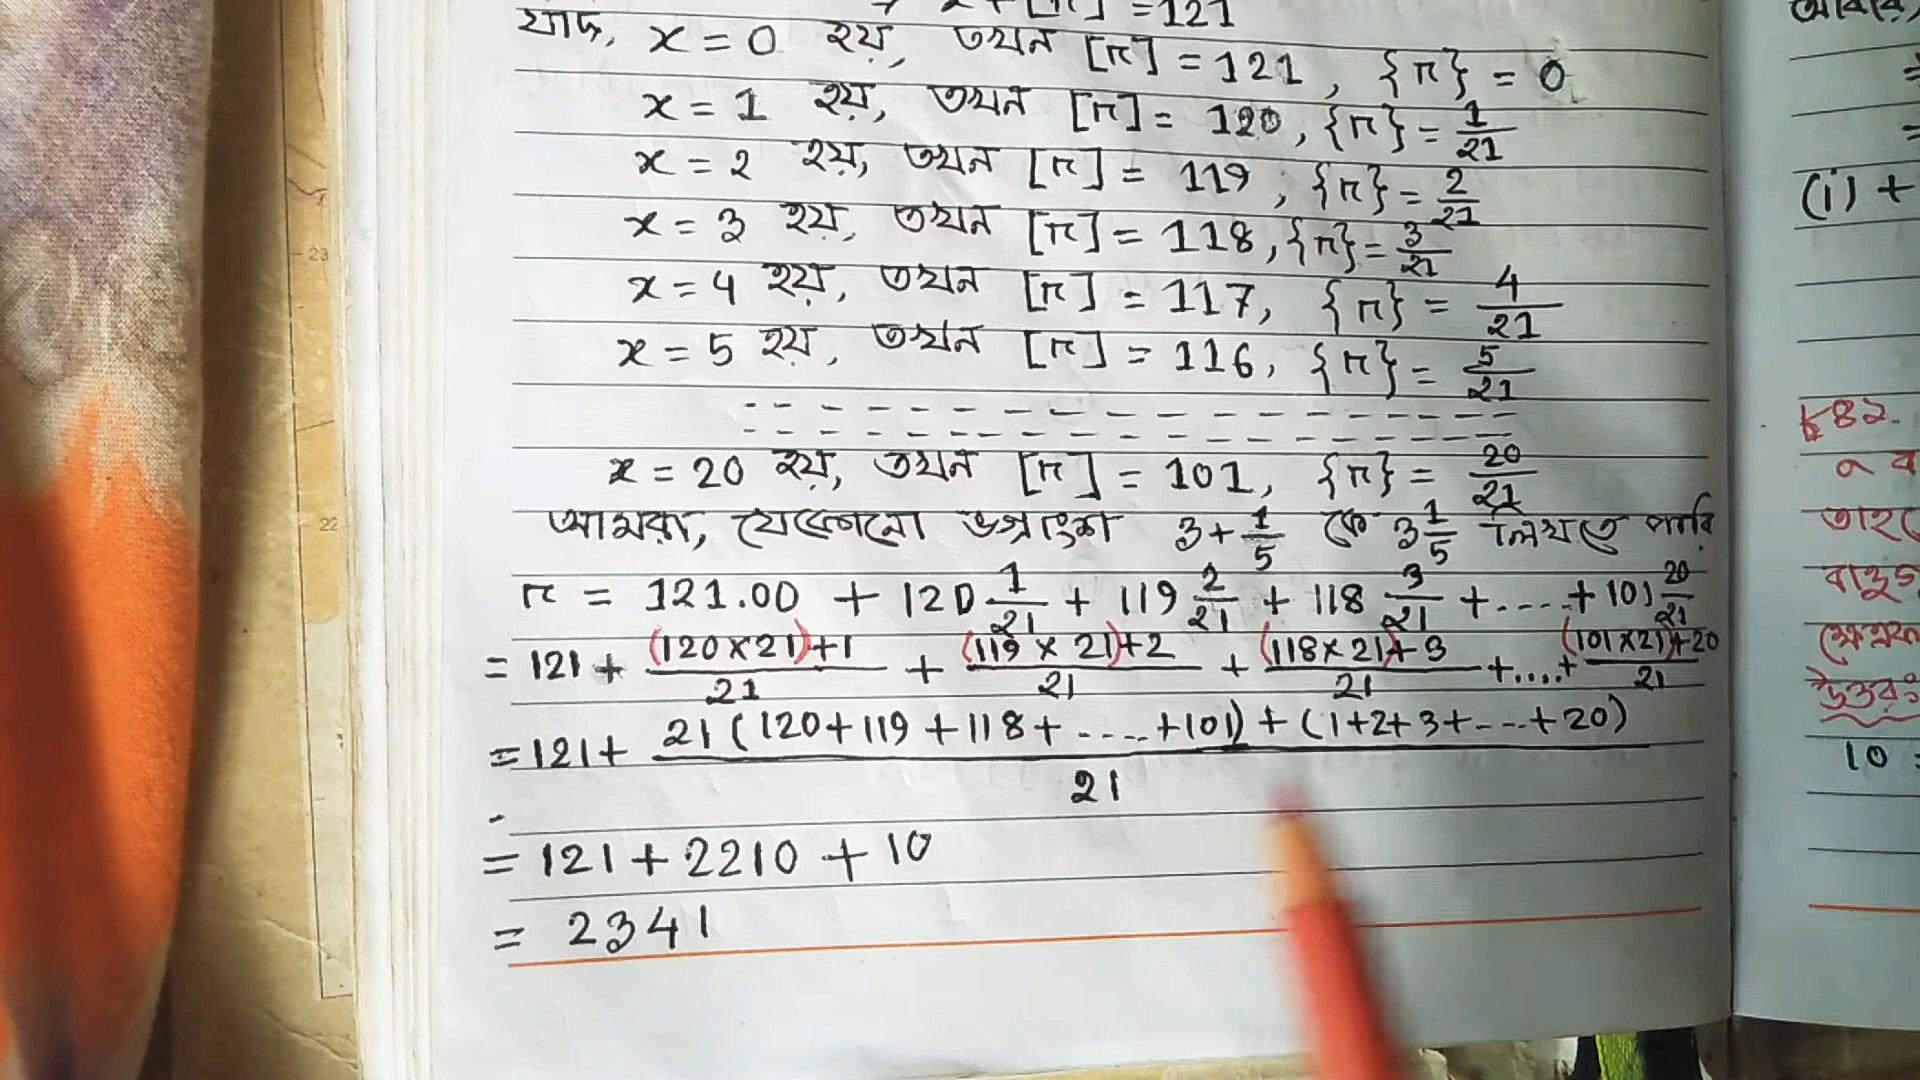 = 121
যদি, x = 0 হয়, তখন [n] = 121, {n} = 0
x = 1 হয়, তখন [n] = 120, {n} = 1/21
x = 2 হয়, তখন [n] = 119, {n} = 2/21
x = 3 হয়, তখন [n] = 118, {n} = 3/21
x = 4 হয়, তখন [n] = 117, {n} = 4/21
x = 5 হয়, তখন [n] = 116, {n} = 5/21
x = 20 হয়, তখন [n] = 101, {n} = 20/21
আমরা, যেকোনো ভগ্নাংশ 3 + 1/5 কে 3 1/5 লিখতে পারি
n = 121.00 + 120 1/21 + 119 2/21 + 118 3/21 + .... + 101 20/21
= 121 + (120×21)+1/21 + (119×21)+2/21 + (118×21)+3/21 + .... + (101×21)+20/21
= 121 + 21(120+119+118+.....+101) + (1+2+3+....+20)/21
= 121 + 2210 + 10
= 2341
(i) +
৪২.
10